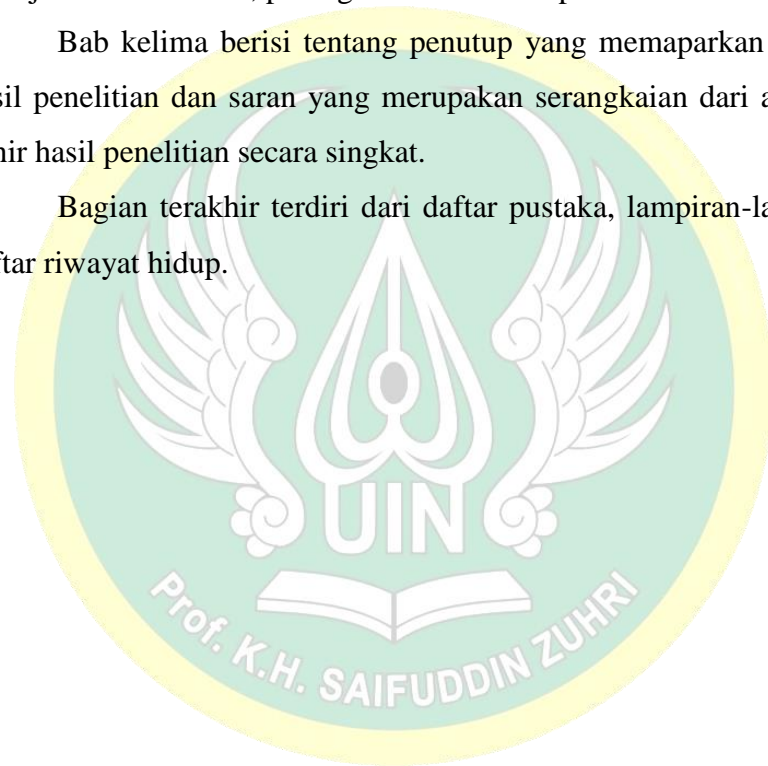 Bab kelima berisi tentang penutup yang memaparkan
sil penelitian dan saran yang merupakan serangkaian dari a
hir hasil penelitian secara singkat.
Bagian terakhir terdiri dari daftar pustaka, lampiran-la
ftar riwayat hidup.
UIN
Prof. K.H. SAIFUDDIN ZUHRI